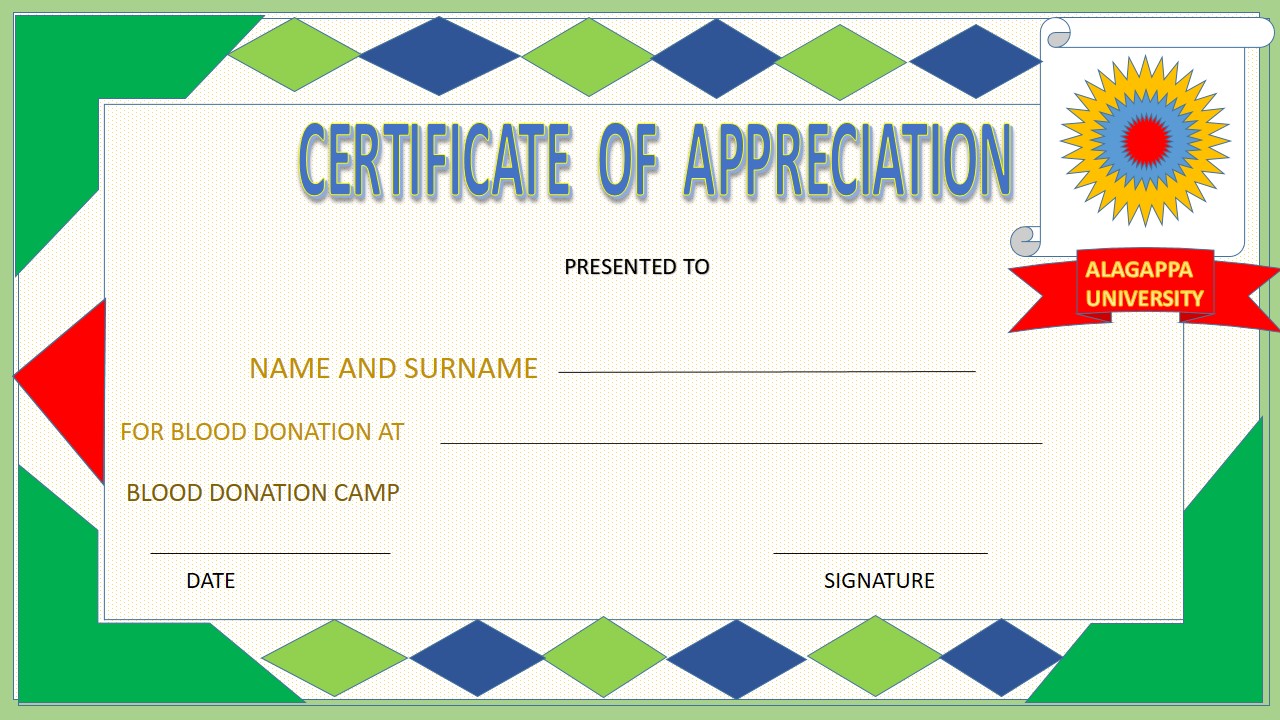 CERTIFICATE OF APPRECIATION
ALAGAPPA
UNIVERSITY
PRESENTED TO
NAME AND SURNAME
FOR BLOOD DONATION AT
BLOOD DONATION CAMP
DATE
SIGNATURE